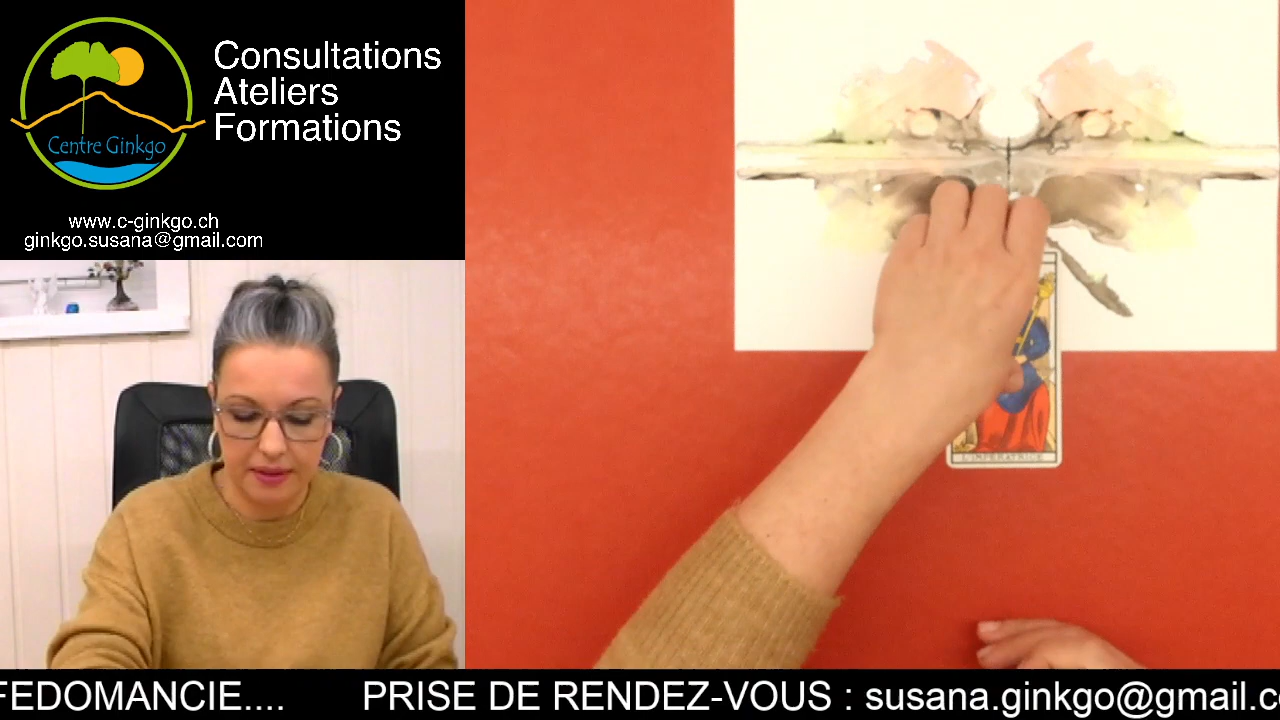 Consultations
Ateliers
Formations
Centre Ginkgo
www.c-ginkgo.ch
ginkgo.susana@gmail.com
L'IMPERATRICE
FEDOMANCIE.... PRISE DE RENDEZ-VOUS : susana.ginkgo@gmail.c